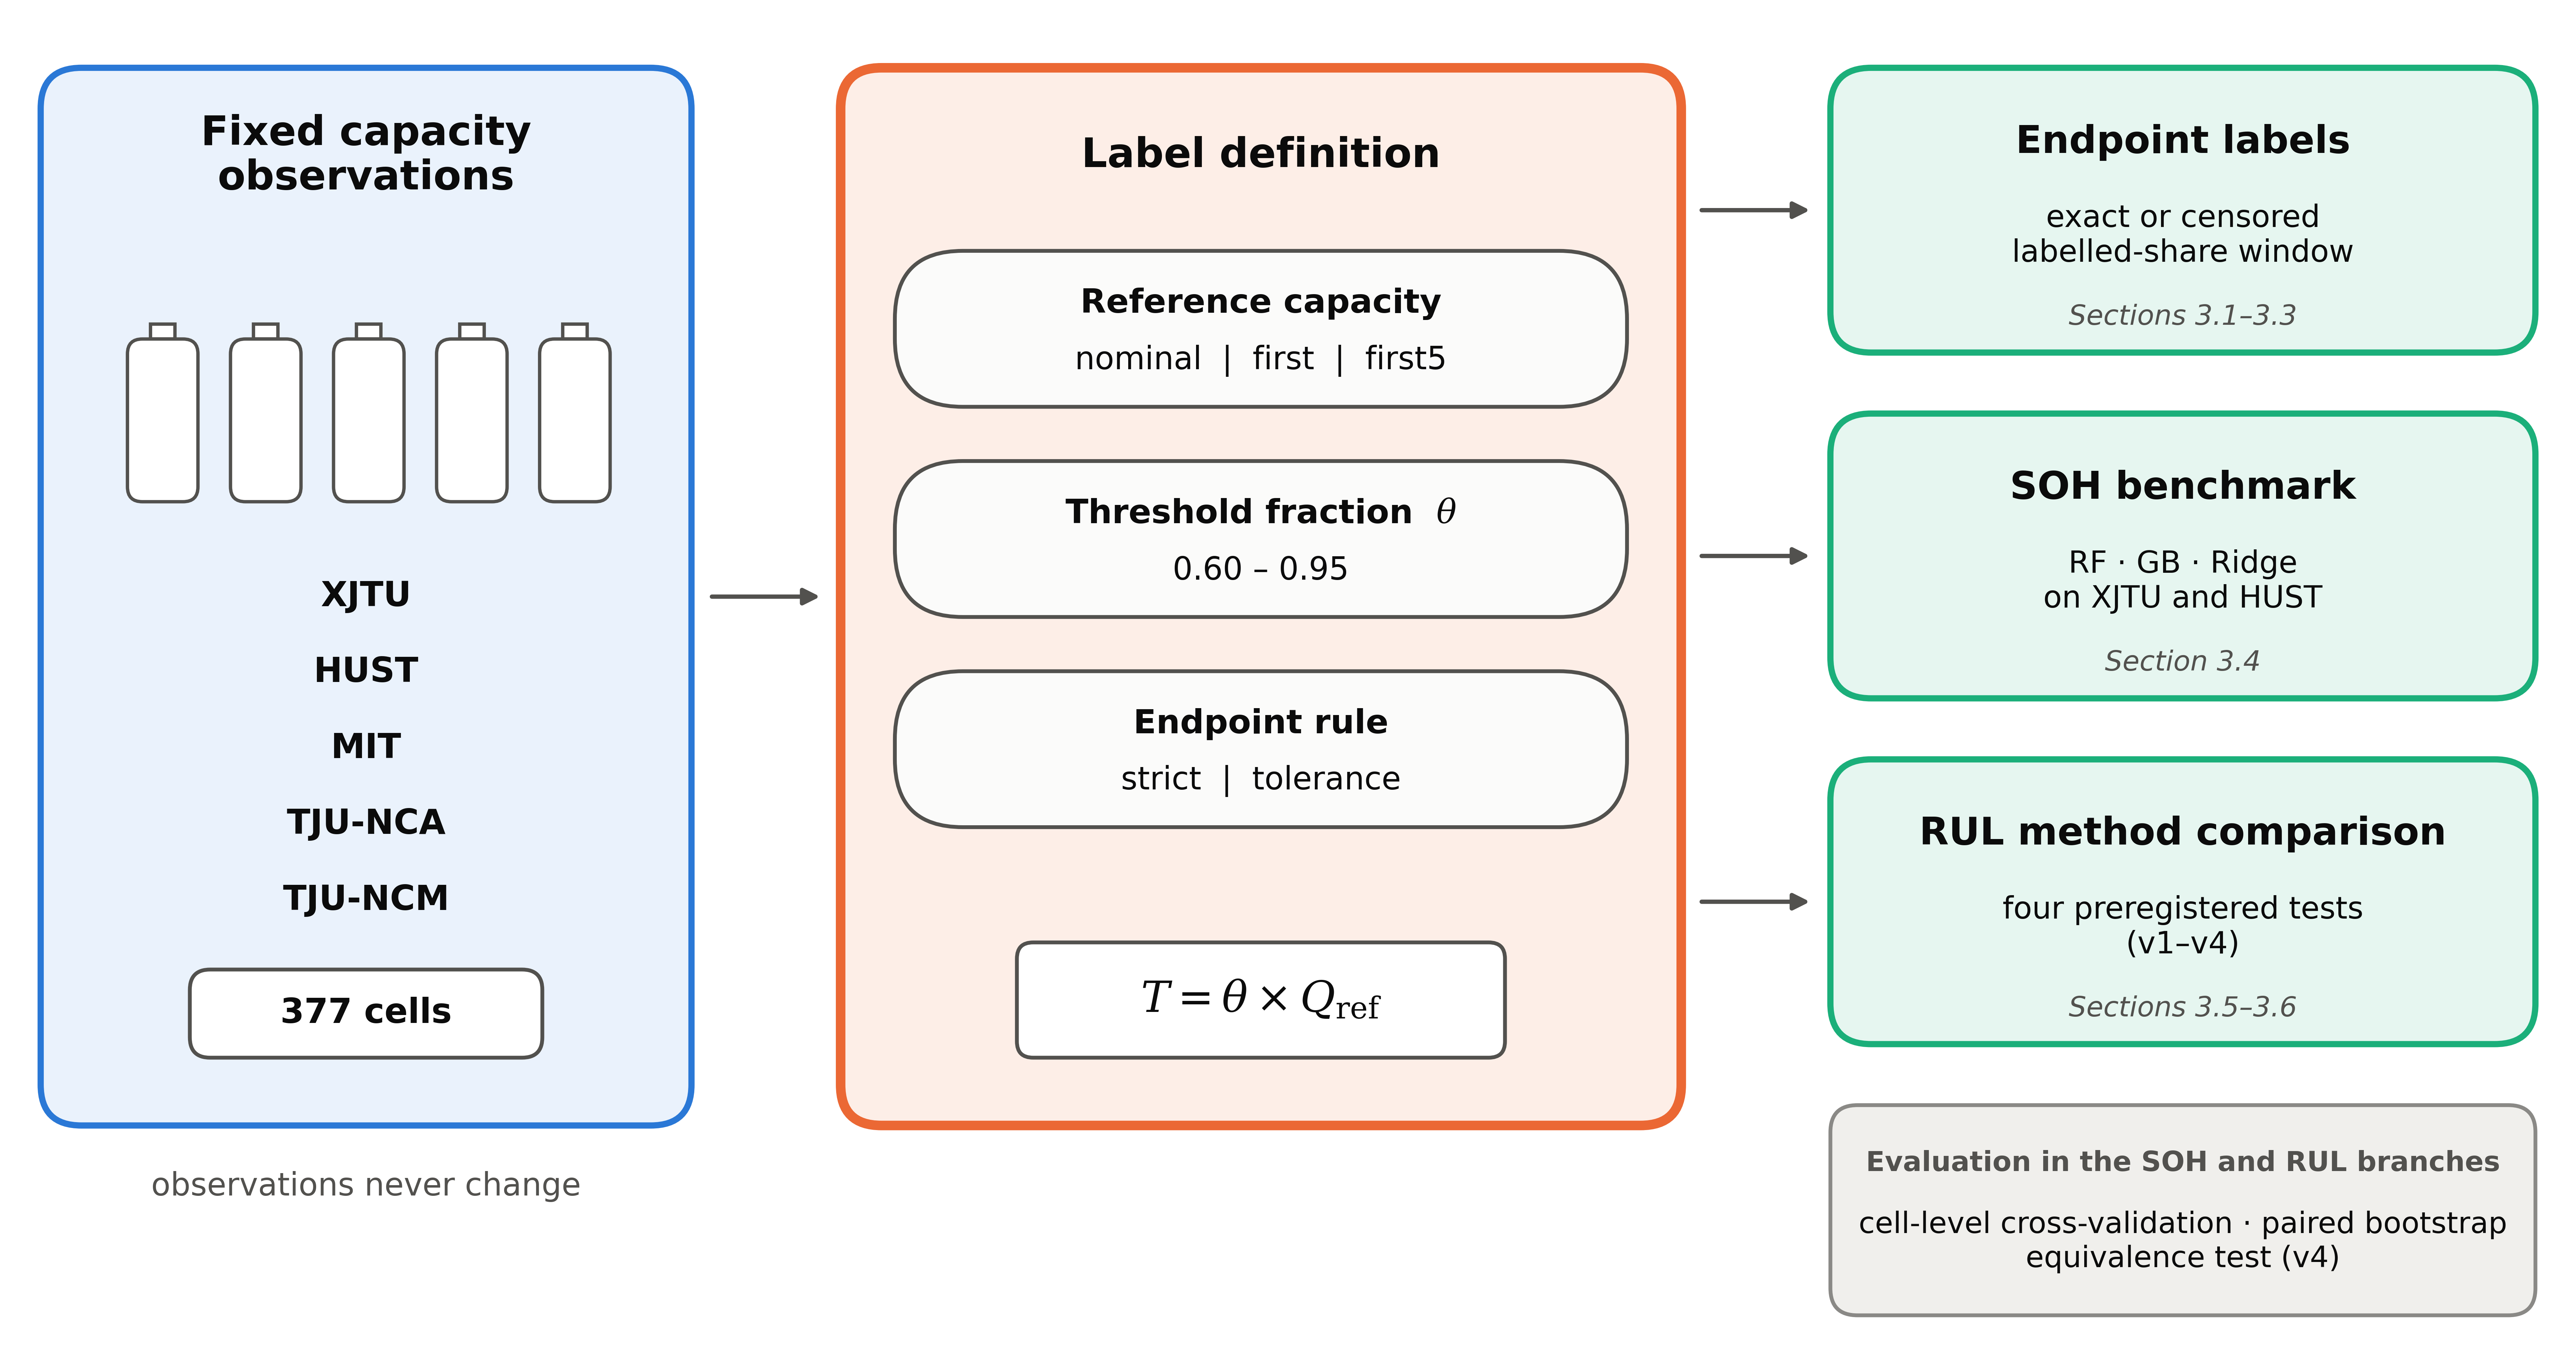 Fixed capacity
observations
XJTU
HUST
MIT
TJU-NCA
TJU-NCM
377 cells
observations never change
Label definition
Reference capacity
nominal | first | first5
Threshold fraction θ
0.60 – 0.95
Endpoint rule
strict | tolerance
T = θ × Qref
Endpoint labels
exact or censored
labelled-share window
Sections 3.1–3.3
SOH benchmark
RF · GB · Ridge
on XJTU and HUST
Section 3.4
RUL method comparison
four preregistered tests
(v1–v4)
Sections 3.5–3.6
Evaluation in the SOH and RUL branches
cell-level cross-validation · paired bootstrap
equivalence test (v4)